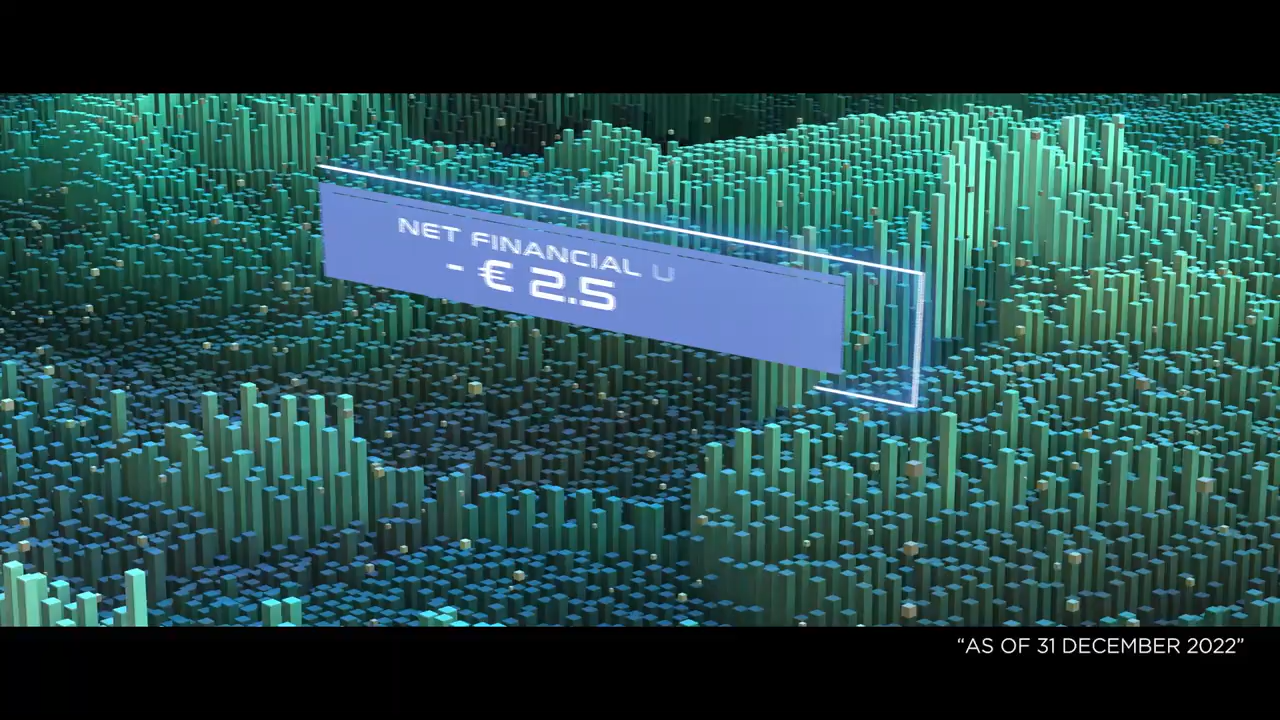 NET FINANCIAL U
- € 2.5
“AS OF 31 DECEMBER 2022”